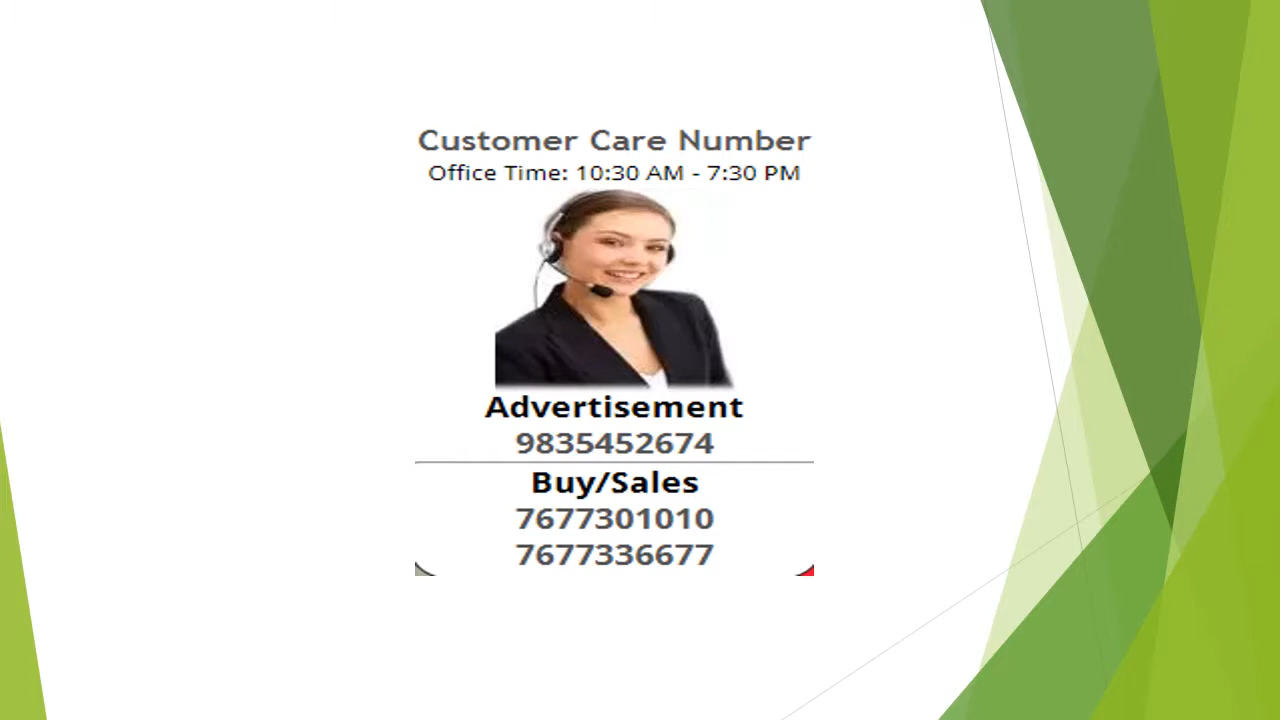 Customer Care Number
Office Time: 10:30 AM - 7:30 PM
Advertisement
9835452674
Buy/Sales
7677301010
7677336677